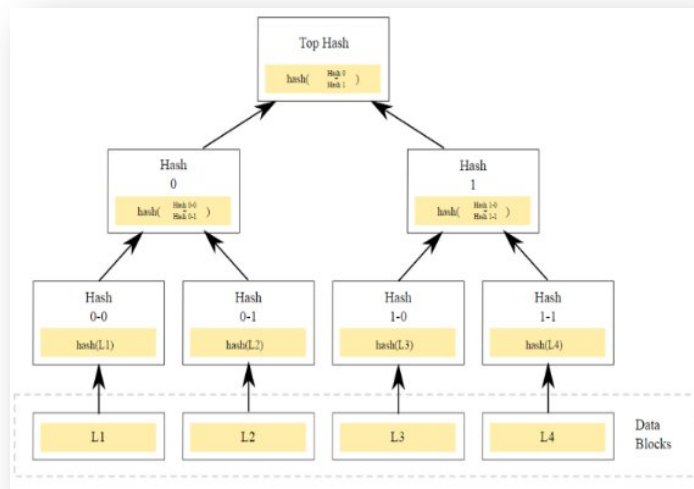 Top Hash
hash( Hash 0 )
Hash 1
Hash
0
hash( Hash 0-0 )
Hash 0-1
Hash
1
hash( Hash 1-0 )
Hash 1-1
Hash
0-0
hash(L1)
Hash
0-1
hash(L2)
Hash
1-0
hash(L3)
Hash
1-1
hash(L4)
L1
L2
L3
L4
Data
Blocks